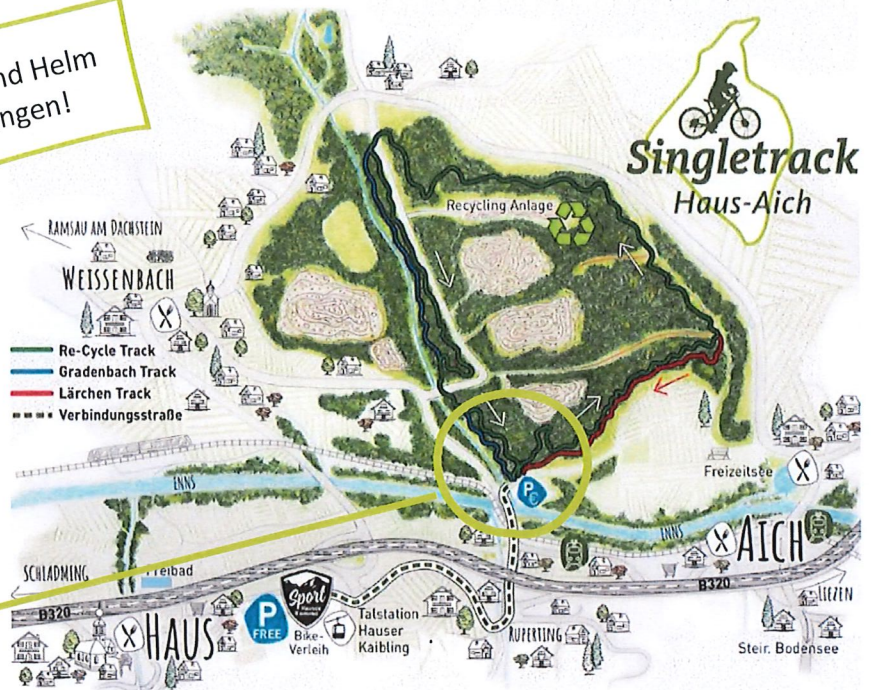 nd Helm
ngen!
Singletrack
Haus-Aich
Recycling Anlage
RAMSAU AM DACHSTEIN
WEISSENBACH
Re-Cycle Track
Gradenbach Track
Lärchen Track
Verbindungsstraße
P
€
Freizeitsee
INNS
INNS
AICH
SCHLADMING
Freibad
B320
B320
LIEZEN
HAUS
P
FREE
Sport
Bike-
Verleih
Talstation
Hauser
Kaibling
RUPERTING
Steir. Bodensee